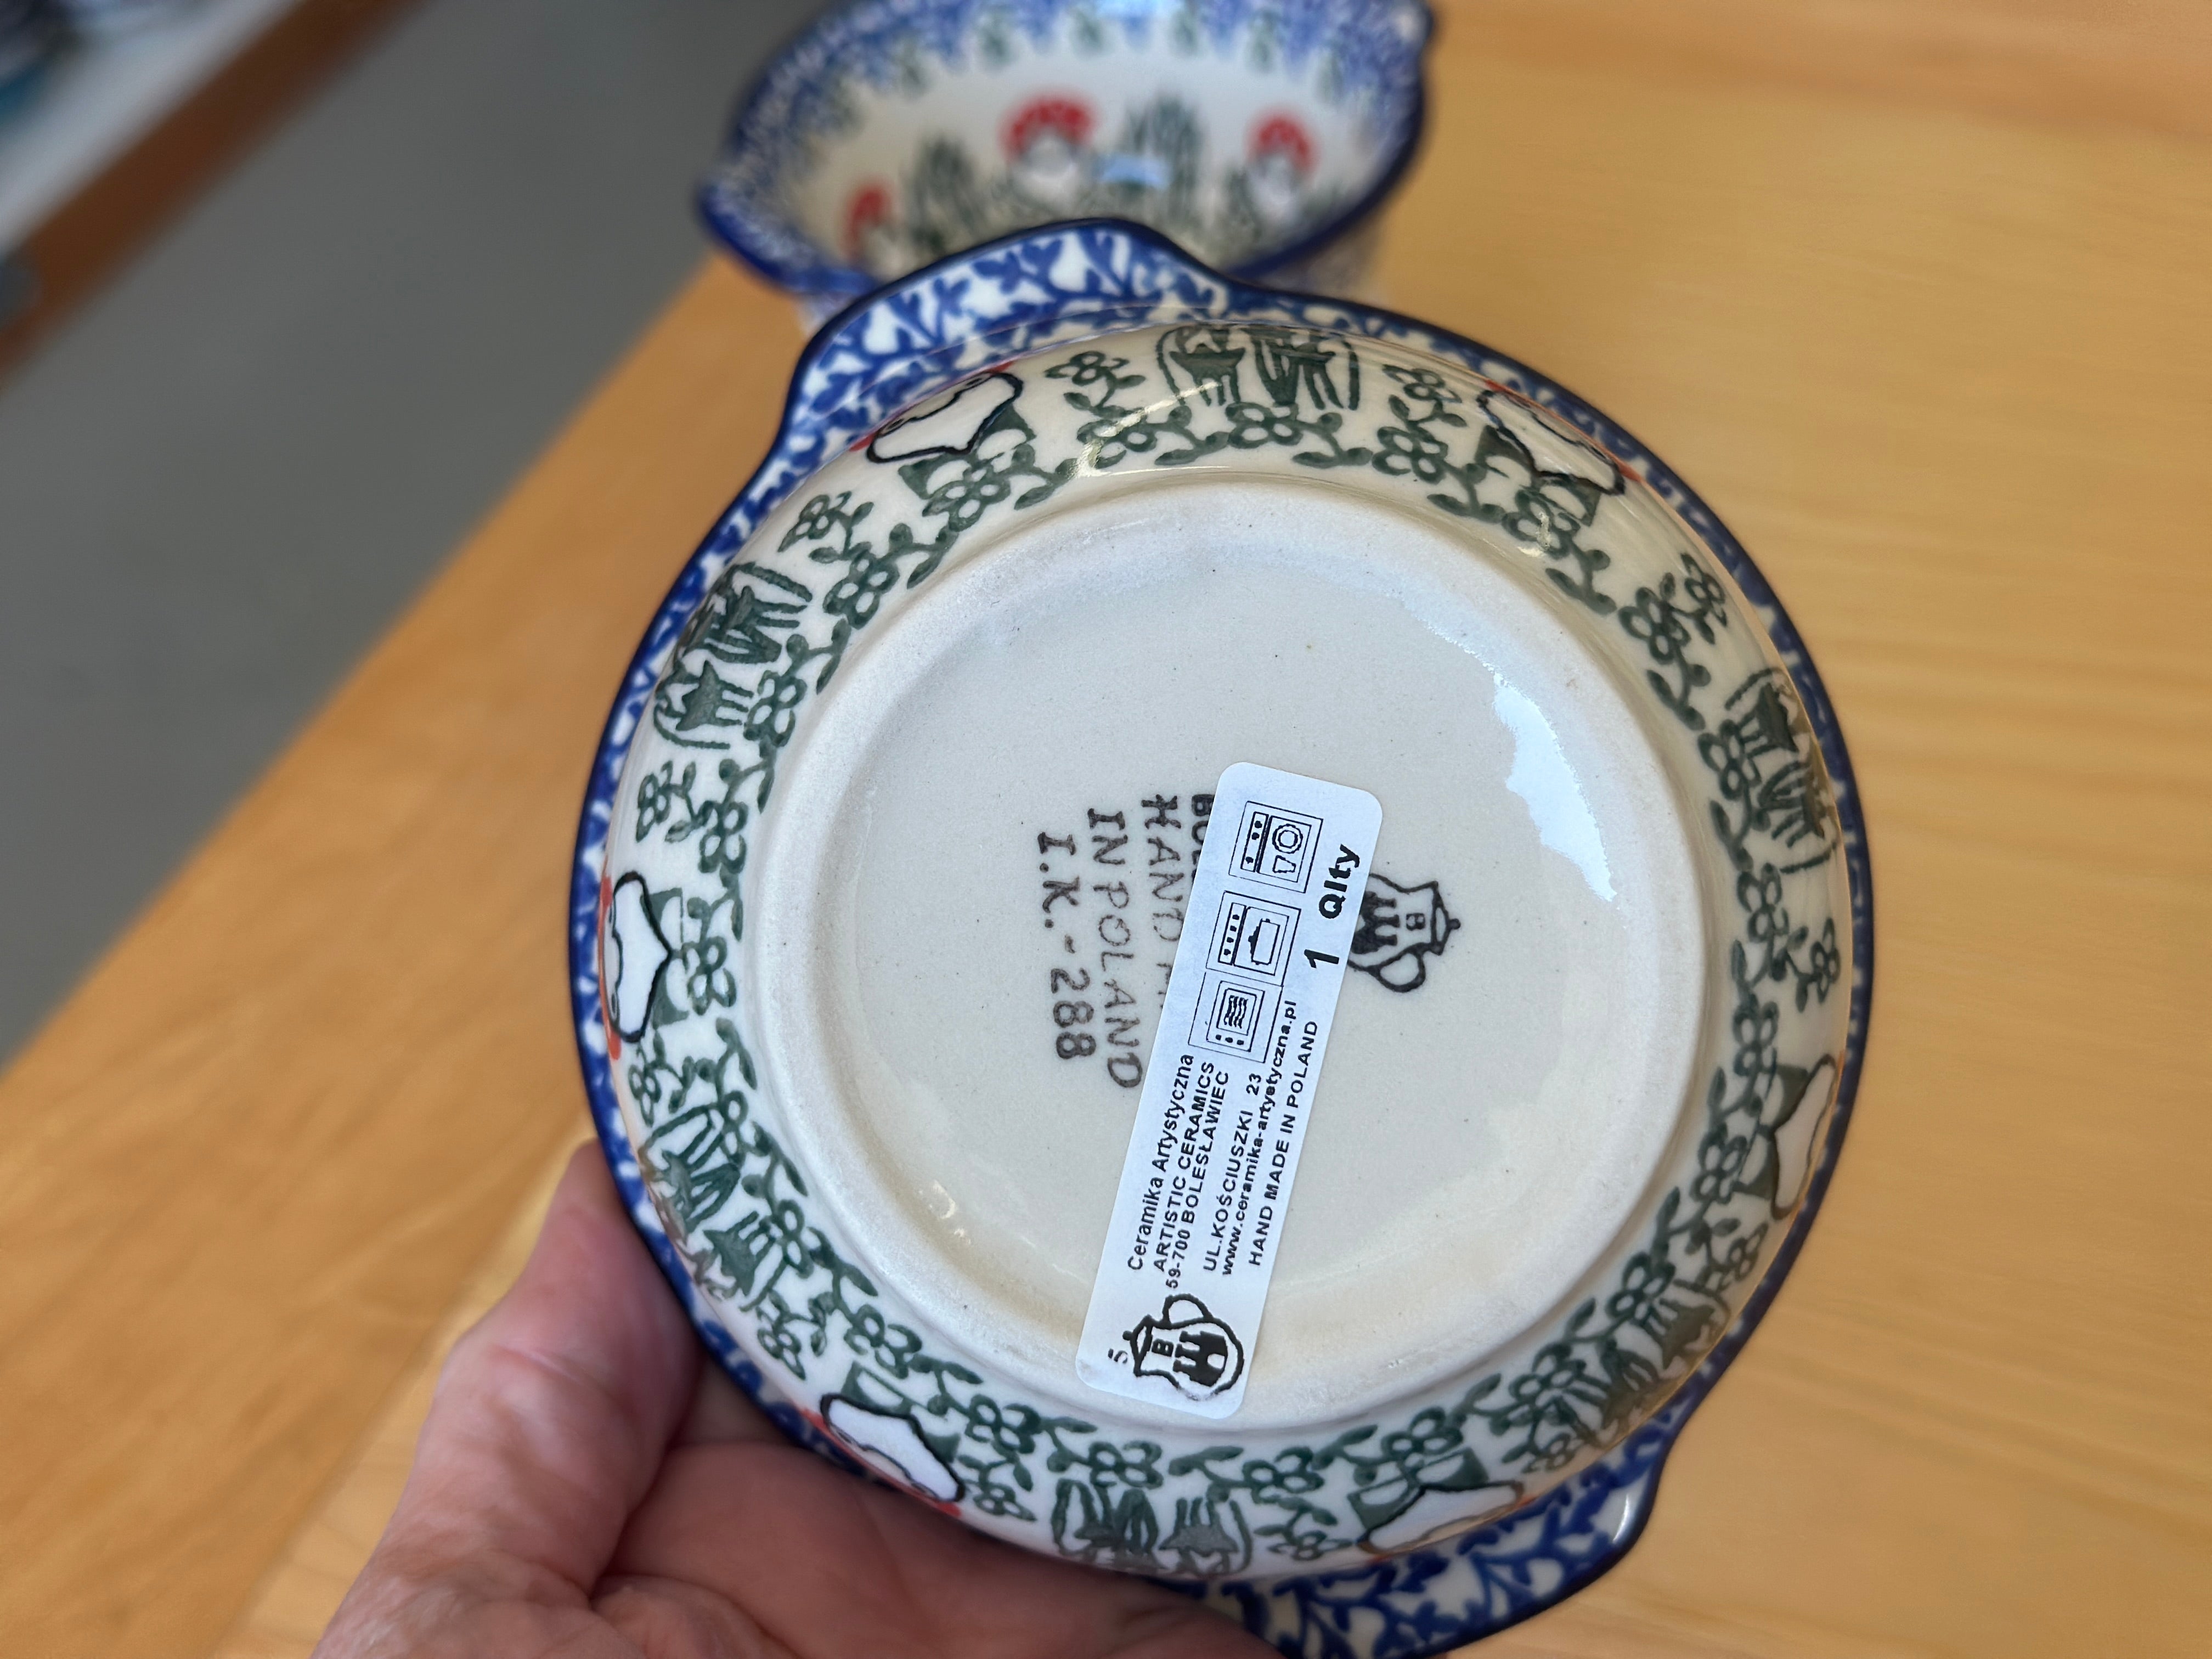 HAND
IN POLAND
I.K.-288
B
1 Qlty
Ceramika Artystyczna
ARTISTIC CERAMICS
59-700 BOLESŁAWIEC
UL.KOŚCIUSZKI 23
www.ceramika-artystyczna.pl
HAND MADE IN POLAND
5
B